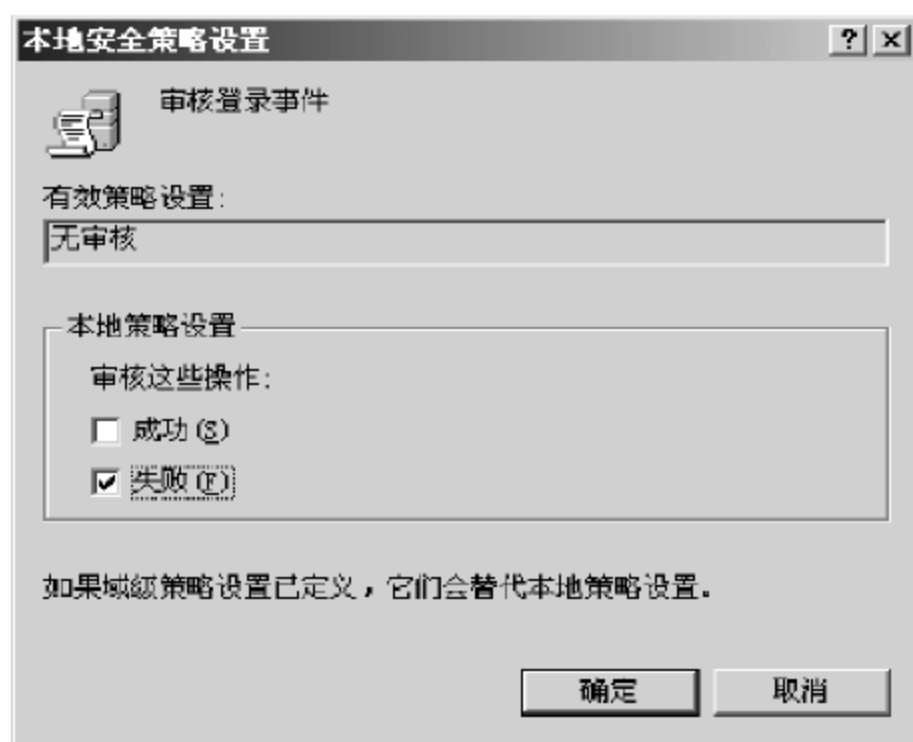 本地安全策略设置
审核登录事件
有效策略设置:
无审核
本地策略设置
审核这些操作:
成功(S)
失败(F)
如果域级策略设置已定义，它们会替代本地策略设置。
确定 取消